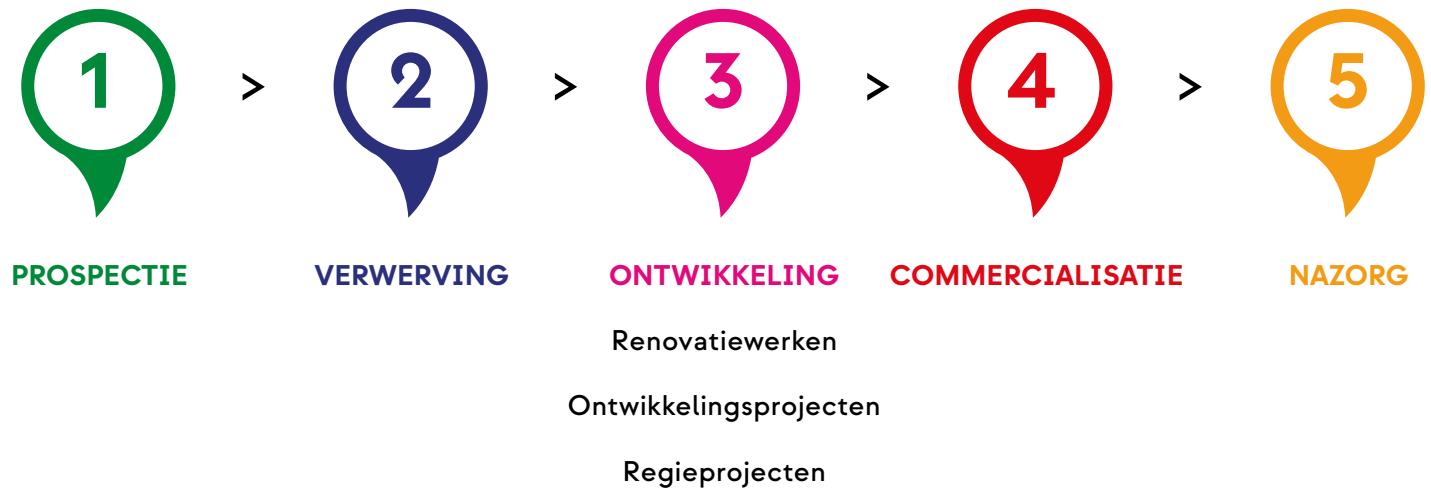 1 > 2 > 3 > 4 > 5
PROSPECTIE VERWERVING ONTWIKKELING COMMERCIALISATIE NAZORG
Renovatiewerken
Ontwikkelingsprojecten
Regieprojecten